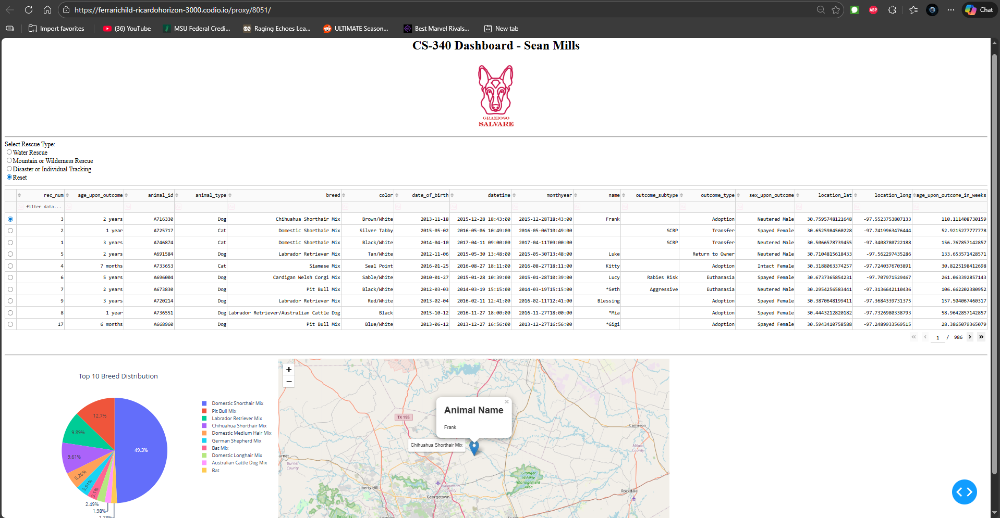 https://ferrarichild-ricardohorizon-3000.codio.io/proxy/8051/
ABP
Chat
Import favorites
(36) YouTube
MSU Federal Credi...
Raging Echoes Lea...
ULTIMATE Season...
Best Marvel Rivals...
New tab
CS-340 Dashboard - Sean Mills
GRAZIOSO
SALVARE
Select Rescue Type:
Water Rescue
Mountain or Wilderness Rescue
Disaster or Individual Tracking
Reset
rec_num age_upon_outcome animal_id animal_type breed color date_of_birth datetime monthyear name outcome_subtype outcome_type sex_upon_outcome location_lat location_long age_upon_outcome_in_weeks
filter data...
3 2 years A716330 Dog Chihuahua Shorthair Mix Brown/White 2013-11-18 2015-12-28 18:43:00 2015-12-28T18:43:00 Frank Adoption Neutered Male 30.7595748121648 -97.5523753807133 110.111408730159
2 1 year A725717 Cat Domestic Shorthair Mix Silver Tabby 2015-05-02 2016-05-06 10:49:00 2016-05-06T10:49:00 SCRP Transfer Spayed Female 30.6525984560228 -97.7419963476444 52.9215277777778
1 3 years A746874 Cat Domestic Shorthair Mix Black/White 2014-04-10 2017-04-11 09:00:00 2017-04-11T09:00:00 SCRP Transfer Neutered Male 30.5066578739455 -97.3408780722188 156.767857142857
5 2 years A691584 Dog Labrador Retriever Mix Tan/White 2012-11-06 2015-05-30 13:48:00 2015-05-30T13:48:00 Luke Return to Owner Neutered Male 30.7104815618433 -97.562297435286 133.653571428571
4 7 months A733653 Cat Siamese Mix Seal Point 2016-01-25 2016-08-27 18:11:00 2016-08-27T18:11:00 Kitty Adoption Intact Female 30.3188063374257 -97.7240376703891 30.8225198412698
6 5 years A696004 Dog Cardigan Welsh Corgi Mix Sable/White 2010-01-27 2015-01-28 10:39:00 2015-01-28T10:39:00 Lucy Rabies Risk Euthanasia Spayed Female 30.6737365854231 -97.707971529467 261.063392857143
7 2 years A673830 Dog Pit Bull Mix Black/White 2012-03-03 2014-03-19 15:15:00 2014-03-19T15:15:00 *Seth Aggressive Euthanasia Neutered Male 30.2954256583441 -97.3136642110436 106.662202380952
9 3 years A720214 Dog Labrador Retriever Mix Red/White 2013-02-04 2016-02-11 12:41:00 2016-02-11T12:41:00 Blessing Adoption Spayed Female 30.3870648199411 -97.3684339731375 157.504067460317
8 1 year A736551 Dog Labrador Retriever/Australian Cattle Dog Black 2015-10-12 2016-11-27 18:00:00 2016-11-27T18:00:00 *Mia Adoption Spayed Female 30.4443212820182 -97.7326980338793 58.9642857142857
17 6 months A668960 Dog Pit Bull Mix Blue/White 2013-06-12 2013-12-27 16:56:00 2013-12-27T16:56:00 *Gigi Adoption Spayed Female 30.5943410758588 -97.2489933569515 28.3865079365079
1 / 986
Top 10 Breed Distribution
49.3%
12.7%
9.89%
9.61%
5.26%
3.91%
3.1%
2.49%
1.98%
1.78%
Domestic Shorthair Mix
Pit Bull Mix
Labrador Retriever Mix
Chihuahua Shorthair Mix
Domestic Medium Hair Mix
German Shepherd Mix
Bat Mix
Domestic Longhair Mix
Australian Cattle Dog Mix
Bat
+
−
Animal Name
Frank
Chihuahua Shorthair Mix
TX 195
Cameron
Milam
County
Burnet
County
Granger
Wildlife
Management
Area
Liberty Hill
Williamson
County
Georgetown
Rockdale
Balcones